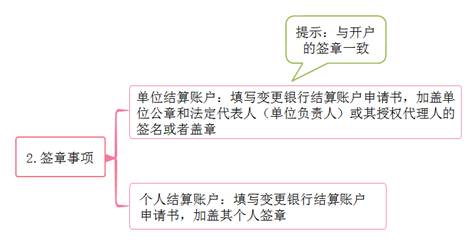 提示：与开户
的签章一致
单位结算账户：填写变更银行结算账户申请书，加盖单
位公章和法定代表人（单位负责人）或其授权代理人的
签名或者盖章
2.签章事项
个人结算账户：填写变更银行结算账户
申请书，加盖其个人签章